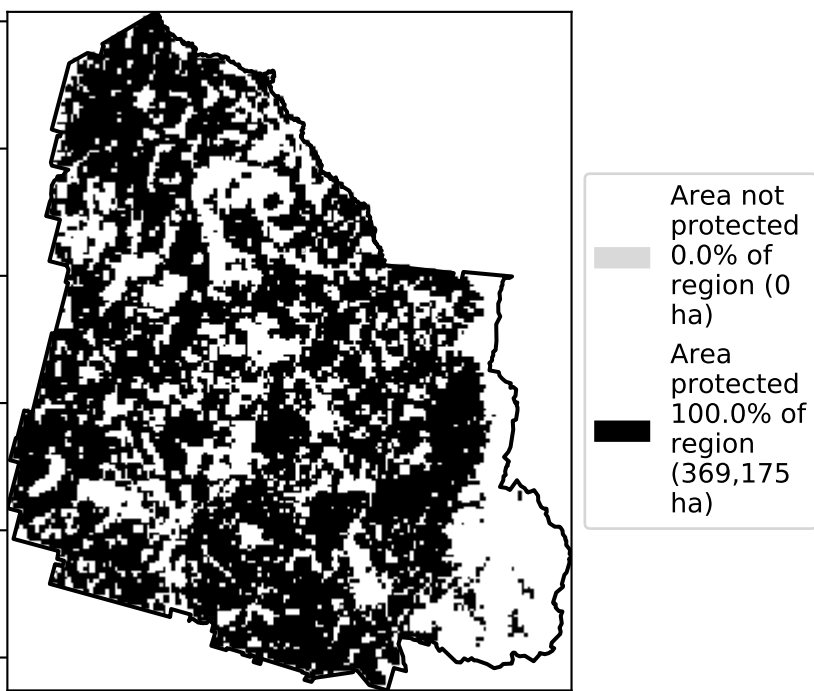 Area not
protected
0.0% of
region (0
ha)
Area
protected
100.0% of
region
(369,175
ha)